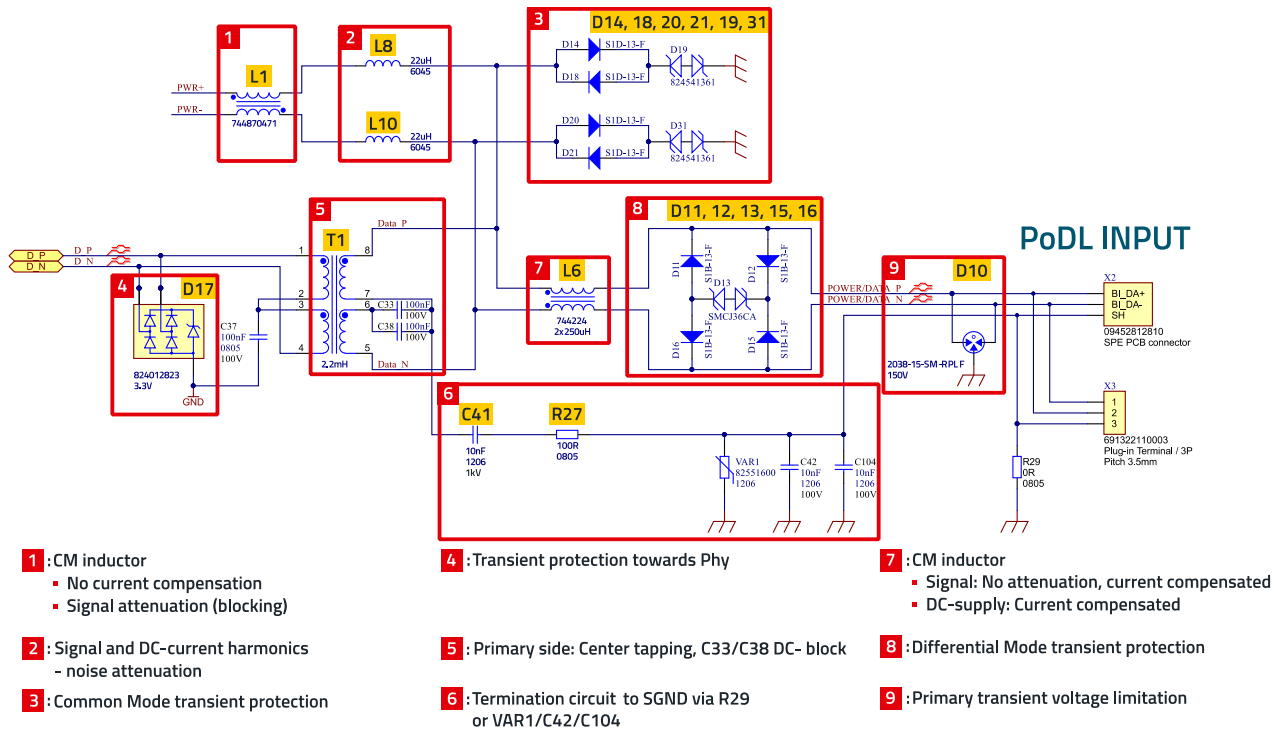 1
L1
PWR+
PWR-
744870471
2
L8
22uH
6045
L10
22uH
6045
3
D14, 18, 20, 21, 19, 31
D14
S1D-13-F
D18
S1D-13-F
D19
824541361
D20
S1D-13-F
D21
S1D-13-F
D31
824541361
5
T1
1
2
3
4
8
7
6
5
Data_P
C33
100nF
100V
C38
100nF
100V
Data_N
2.2mH
D_P
D_N
D_P
D_N
4
D17
824012823
3.3V
GND
C37
100nF
0805
100V
7
L6
744224
2x250uH
8
D11, 12, 13, 15, 16
D11
S1B-13-F
D12
S1B-13-F
D13
SMCJ36CA
D16
S1B-13-F
D15
S1B-13-F
POWER/DATA_P
POWER/DATA_N
9
D10
2038-15-SM-RPLF
150V
PoDL INPUT
X2
BI_DA+
BI_DA-
SH
09452812810
SPE PCB connector
X3
1
2
3
691322110003
Plug-in Terminal / 3P
Pitch 3.5mm
R29
0R
0805
6
C41
10nF
1206
1kV
R27
100R
0805
VAR1
82551600
1206
C42
10nF
1206
100V
C104
10nF
1206
100V
1 : CM inductor
▪ No current compensation
▪ Signal attenuation (blocking)
2 : Signal and DC-current harmonics
– noise attenuation
3 : Common Mode transient protection
4 : Transient protection towards Phy
5 : Primary side: Center tapping, C33/C38 DC- block
6 : Termination circuit to SGND via R29
or VAR1/C42/C104
7 : CM inductor
▪ Signal: No attenuation, current compensated
▪ DC-supply: Current compensated
8 : Differential Mode transient protection
9 : Primary transient voltage limitation